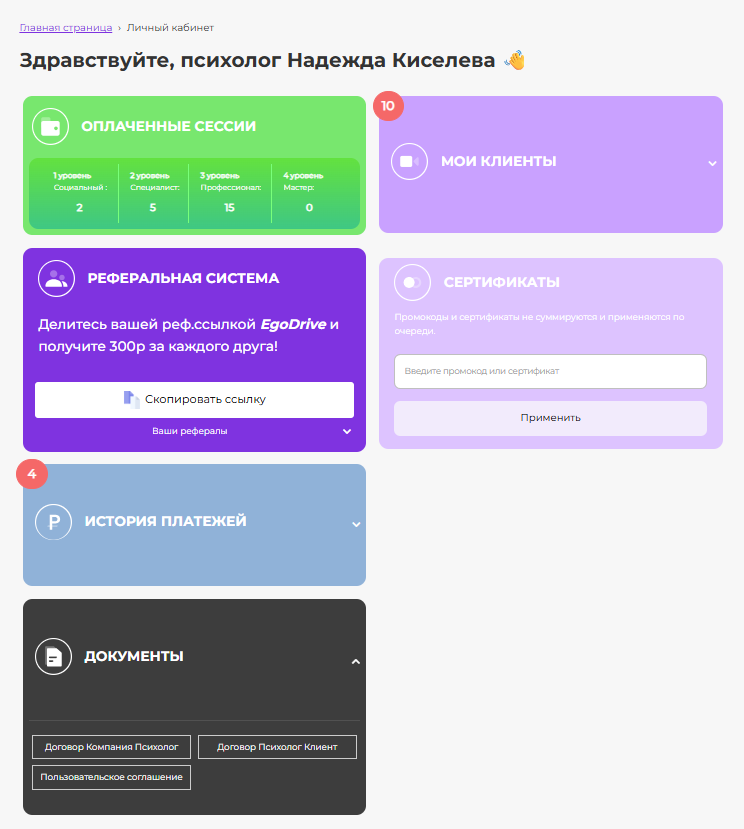 Главная страница › Личный кабинет
Здравствуйте, психолог Надежда Киселева 👋
ОПЛАЧЕННЫЕ СЕССИИ
1 уровень 2 уровень 3 уровень 4 уровень
Социальный : Специалист: Профессионал: Мастер:
2 5 15 0
10
МОИ КЛИЕНТЫ
РЕФЕРАЛЬНАЯ СИСТЕМА
Делитесь вашей реф.ссылкой EgoDrive и
получите 300р за каждого друга!
Скопировать ссылку
Ваши рефералы
СЕРТИФИКАТЫ
Промокоды и сертификаты не суммируются и применяются по
очереди.
Введите промокод или сертификат
Применить
4
ИСТОРИЯ ПЛАТЕЖЕЙ
ДОКУМЕНТЫ
Договор Компания Психолог
Договор Психолог Клиент
Пользовательское соглашение